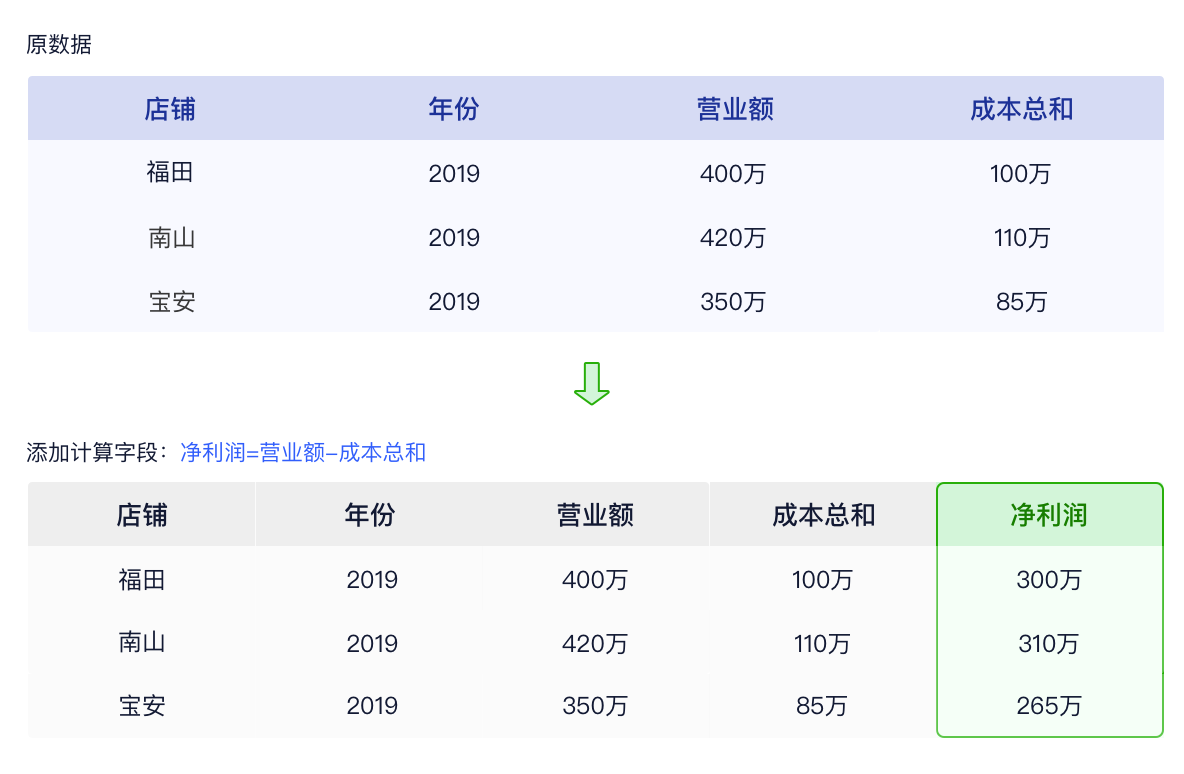 原数据
店铺 年份 营业额 成本总和
福田 2019 400万 100万
南山 2019 420万 110万
宝安 2019 350万 85万
添加计算字段：净利润=营业额-成本总和
店铺 年份 营业额 成本总和 净利润
福田 2019 400万 100万 300万
南山 2019 420万 110万 310万
宝安 2019 350万 85万 265万